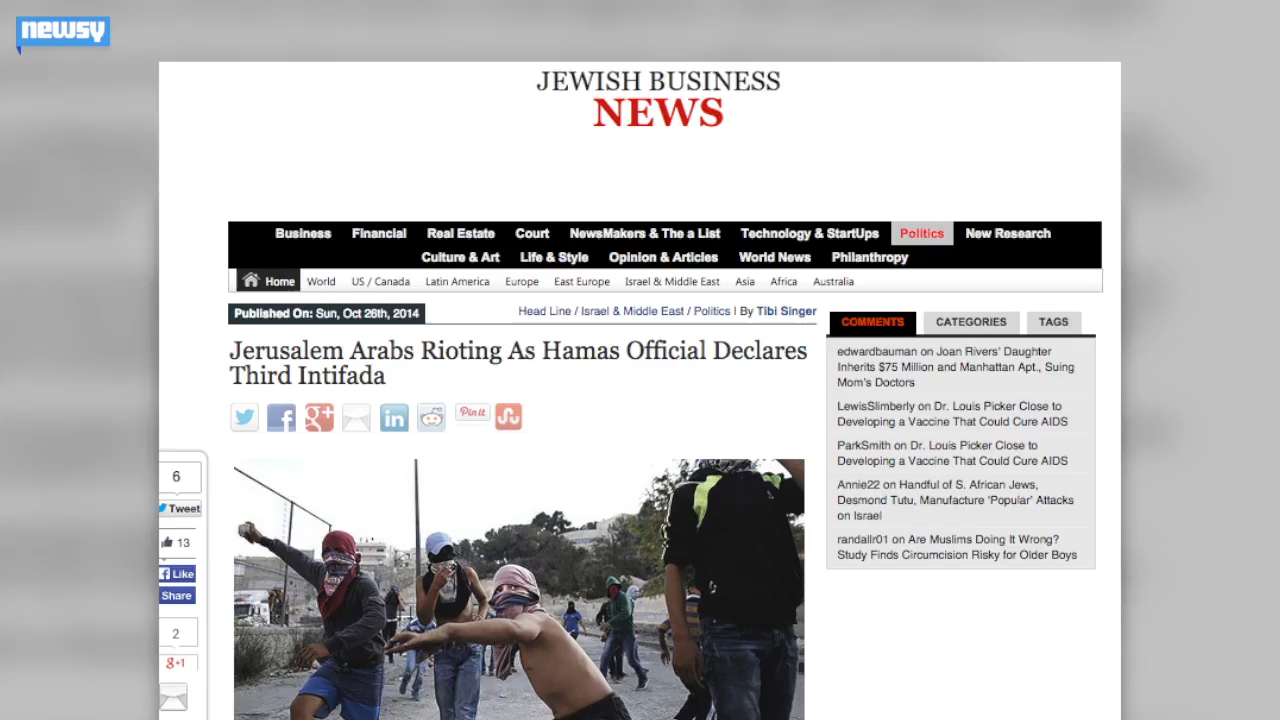 newsy
JEWISH BUSINESS
NEWS
Business Financial Real Estate Court NewsMakers & The a List Technology & StartUps Politics New Research
Culture & Art Life & Style Opinion & Articles World News Philanthropy
Home World US / Canada Latin America Europe East Europe Israel & Middle East Asia Africa Australia
Published On: Sun, Oct 26th, 2014
Head Line / Israel & Middle East / Politics | By Tibi Singer
Jerusalem Arabs Rioting As Hamas Official Declares
Third Intifada
in
Pin it
6
Tweet
13
Like
Share
2
g+1
COMMENTS CATEGORIES TAGS
edwardbauman on Joan Rivers' Daughter
Inherits $75 Million and Manhattan Apt., Suing
Mom's Doctors
LewisSlimberly on Dr. Louis Picker Close to
Developing a Vaccine That Could Cure AIDS
ParkSmith on Dr. Louis Picker Close to
Developing a Vaccine That Could Cure AIDS
Annie22 on Handful of S. African Jews,
Desmond Tutu, Manufacture 'Popular' Attacks
on Israel
randallr01 on Are Muslims Doing It Wrong?
Study Finds Circumcision Risky for Older Boys